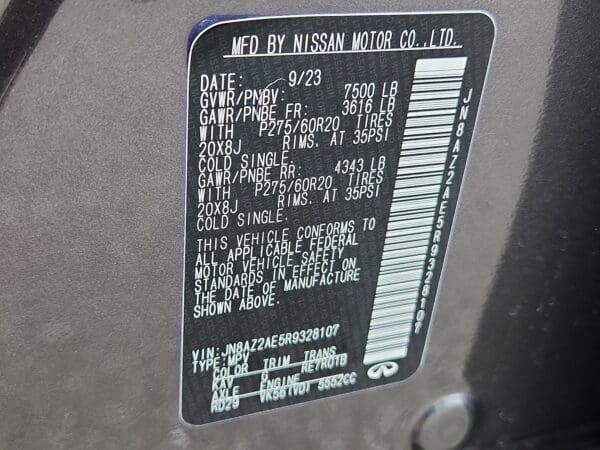 MFD BY NISSAN MOTOR CO.,LTD.
DATE: 9/23
GVWR/PNBV: 7500 LB
GAWR/PNBE FR: 3616 LB
WITH P275/60R20 TIRES
20X8J RIMS. AT 35PSI
COLD SINGLE.
GAWR/PNBE RR: 4343 LB
WITH P275/60R20 TIRES
20X8J RIMS. AT 35PSI
COLD SINGLE.
THIS VEHICLE CONFORMS TO
ALL APPLICABLE FEDERAL
MOTOR VEHICLE SAFETY
STANDARDS IN EFFECT ON
THE DATE OF MANUFACTURE
SHOWN ABOVE.
VIN:JN8AZ2AE5R9328107
TYPE:MPV
COLOR TRIM TRANS
KAV G RE7R01B
AXLE ENGINE
RD29 VK56(VD) 5552CC
JN8AZ2AE5R9328107